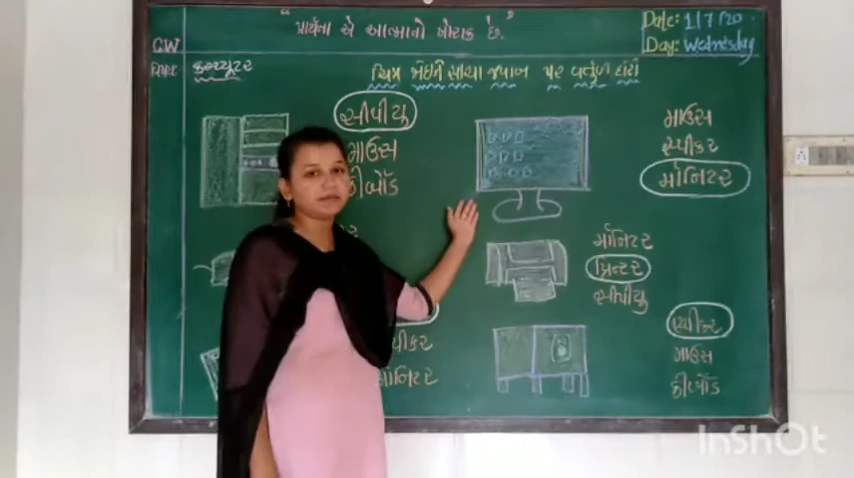 "પ્રાર્થના એ આત્માનો ખોરાક છે."
Date: 1/7/20
Day: Wednesday
CW
વિષય કમ્પ્યૂટર
ચિત્ર જોઈને સાચા જવાબ પર વર્તુળ દોરો
સીપીયુ
માઉસ
કીબોર્ડ
માઉસ
સ્પીકર
મોનિટર
મોનિટર
પ્રિન્ટર
સીપીયુ
સ્પીકર
મોનિટર
સ્પીકર
માઉસ
કીબોર્ડ
InShOt